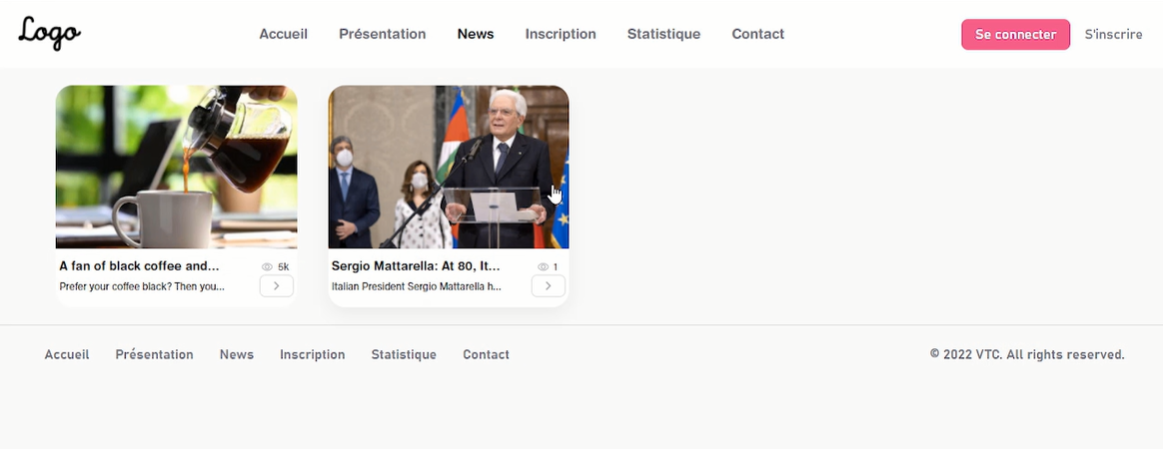 Logo
Accueil Présentation News Inscription Statistique Contact
Se connecter S'inscrire
A fan of black coffee and...
5k
Prefer your coffee black? Then you...
Sergio Mattarella: At 80, It...
1
Italian President Sergio Mattarella h...
Accueil Présentation News Inscription Statistique Contact
© 2022 VTC. All rights reserved.